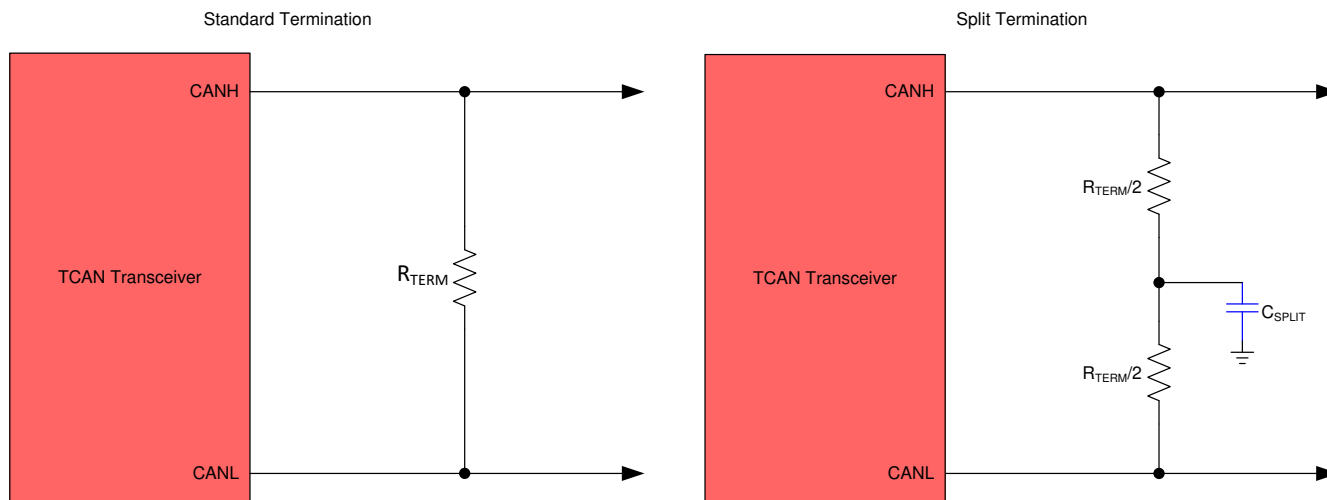 Standard Termination
CANH
TCAN Transceiver
R_TERM
CANL
Split Termination
CANH
R_TERM/2
TCAN Transceiver
C_SPLIT
R_TERM/2
CANL